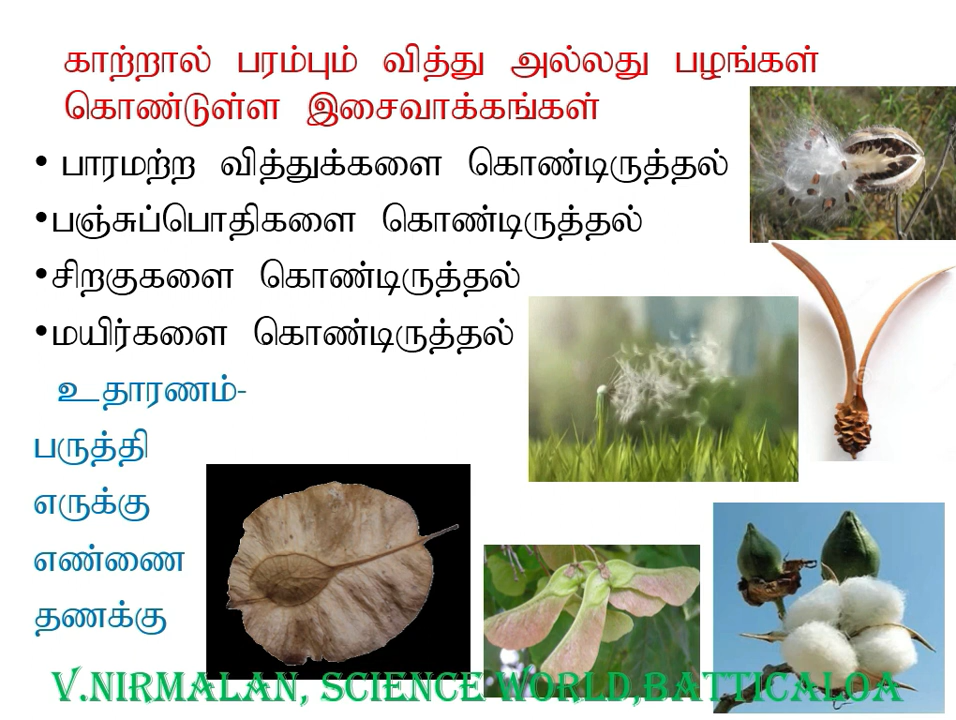 காற்றால் பரம்பும் வித்து அல்லது பழங்கள்
கொண்டுள்ள இசைவாக்கங்கள்
• பாரமற்ற வித்துக்களை கொண்டிருத்தல்
•பஞ்சுப்பொதிகளை கொண்டிருத்தல்
•சிறகுகளை கொண்டிருத்தல்
•மயிர்களை கொண்டிருத்தல்
உதாரணம்-
பருத்தி
எருக்கு
எண்ணை
தணக்கு
V.NIRMALAN, SCIENCE WORLD,BATTICALOA